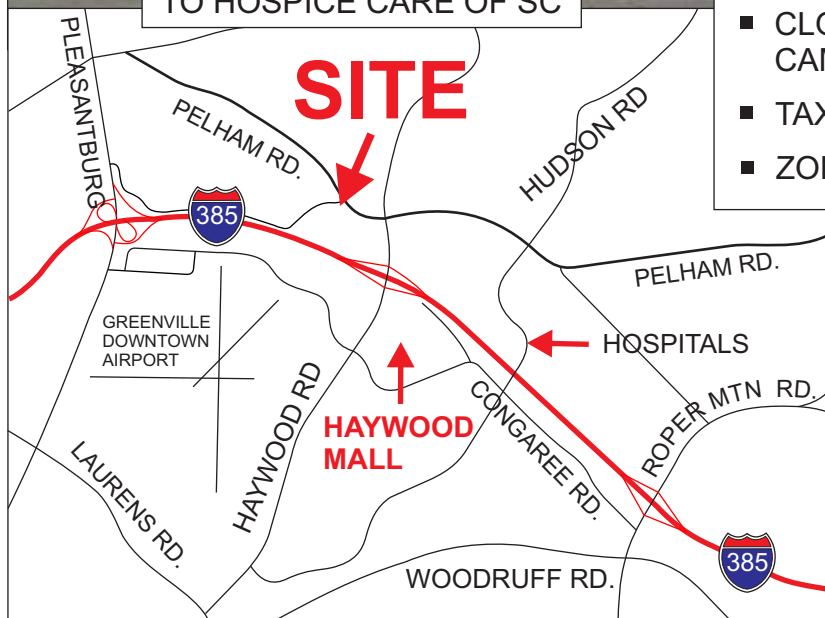 TO HOSPICE CARE OF SC
PLEASANTBURG
PELHAM RD.
SITE
HUDSON RD
385
PELHAM RD.
GREENVILLE
DOWNTOWN
AIRPORT
HOSPITALS
HAYWOOD RD
HAYWOOD
MALL
CONGAREE RD.
ROPER MTN RD.
LAURENS RD.
WOODRUFF RD.
385
▪ TAX